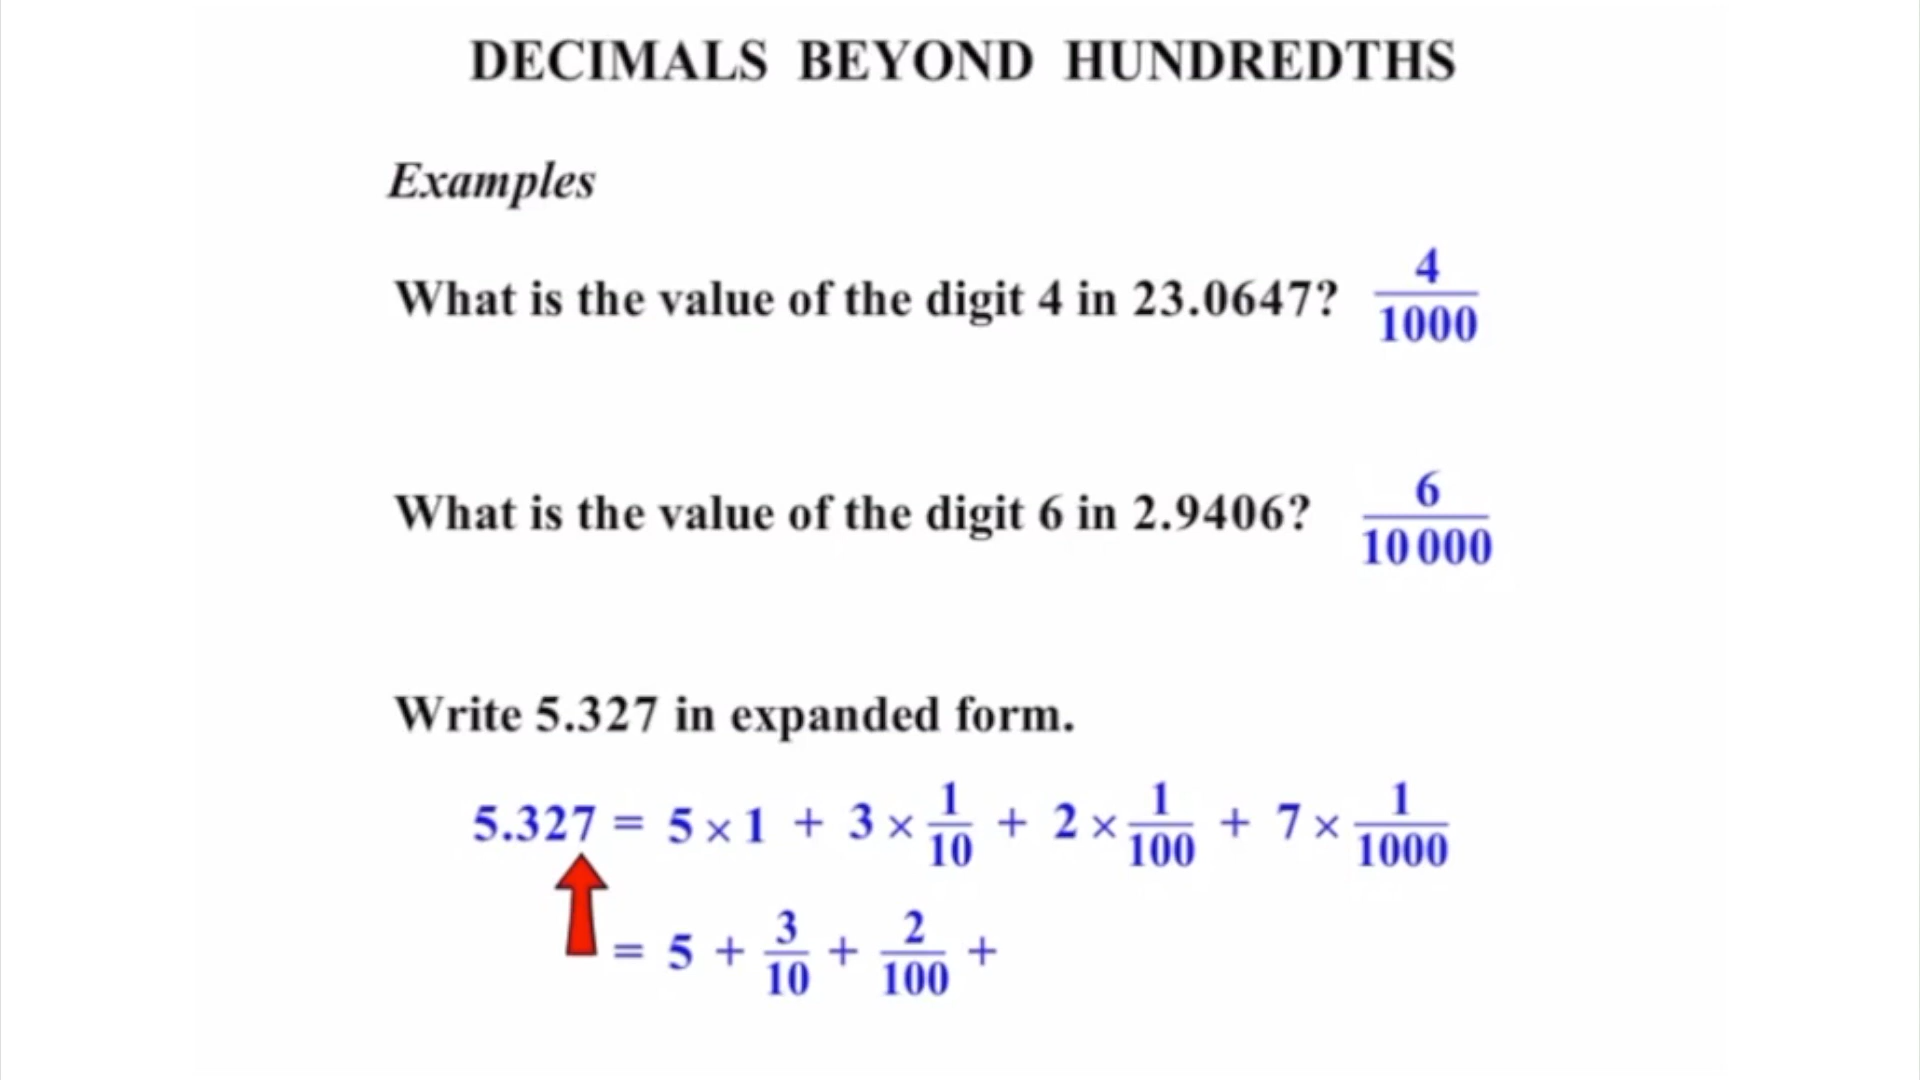 DECIMALS BEYOND HUNDREDTHS
Examples
What is the value of the digit 4 in 23.0647? 4/1000
What is the value of the digit 6 in 2.9406? 6/10 000
Write 5.327 in expanded form.
5.327 = 5 × 1 + 3 × 1/10 + 2 × 1/100 + 7 × 1/1000
= 5 + 3/10 + 2/100 +